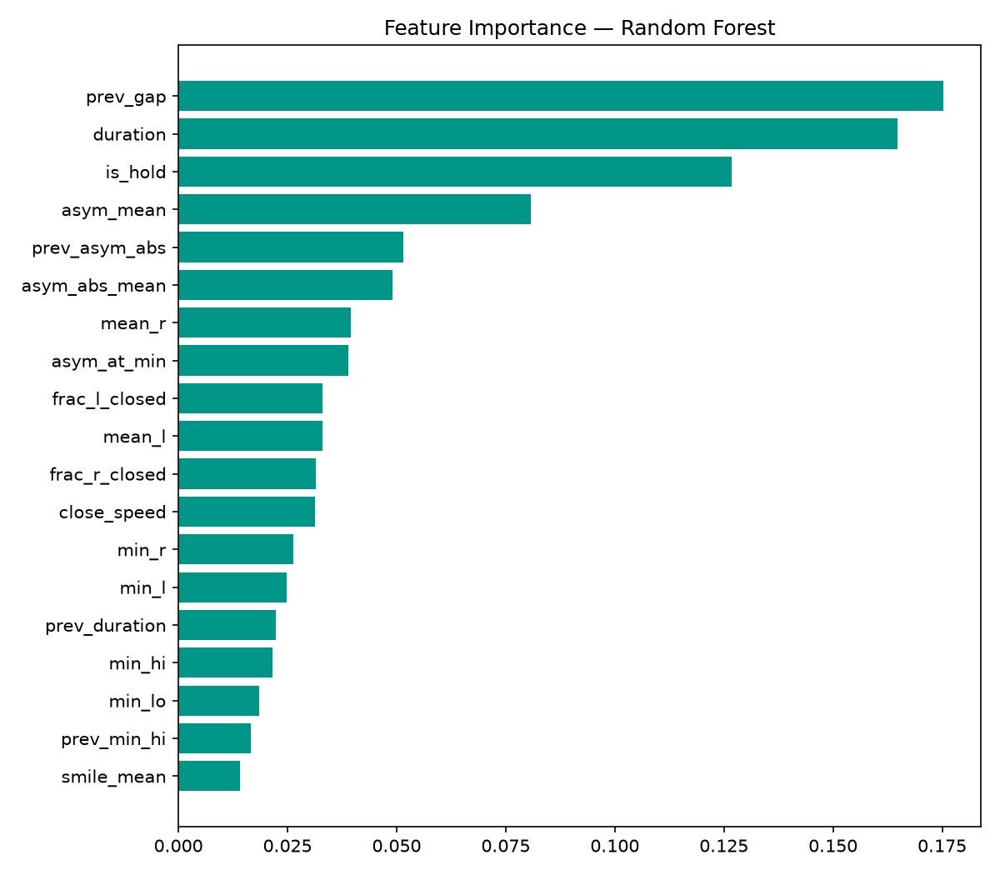 Feature Importance — Random Forest
prev_gap
duration
is_hold
asym_mean
prev_asym_abs
asym_abs_mean
mean_r
asym_at_min
frac_l_closed
mean_l
frac_r_closed
close_speed
min_r
min_l
prev_duration
min_hi
min_lo
prev_min_hi
smile_mean
0.000 0.025 0.050 0.075 0.100 0.125 0.150 0.175